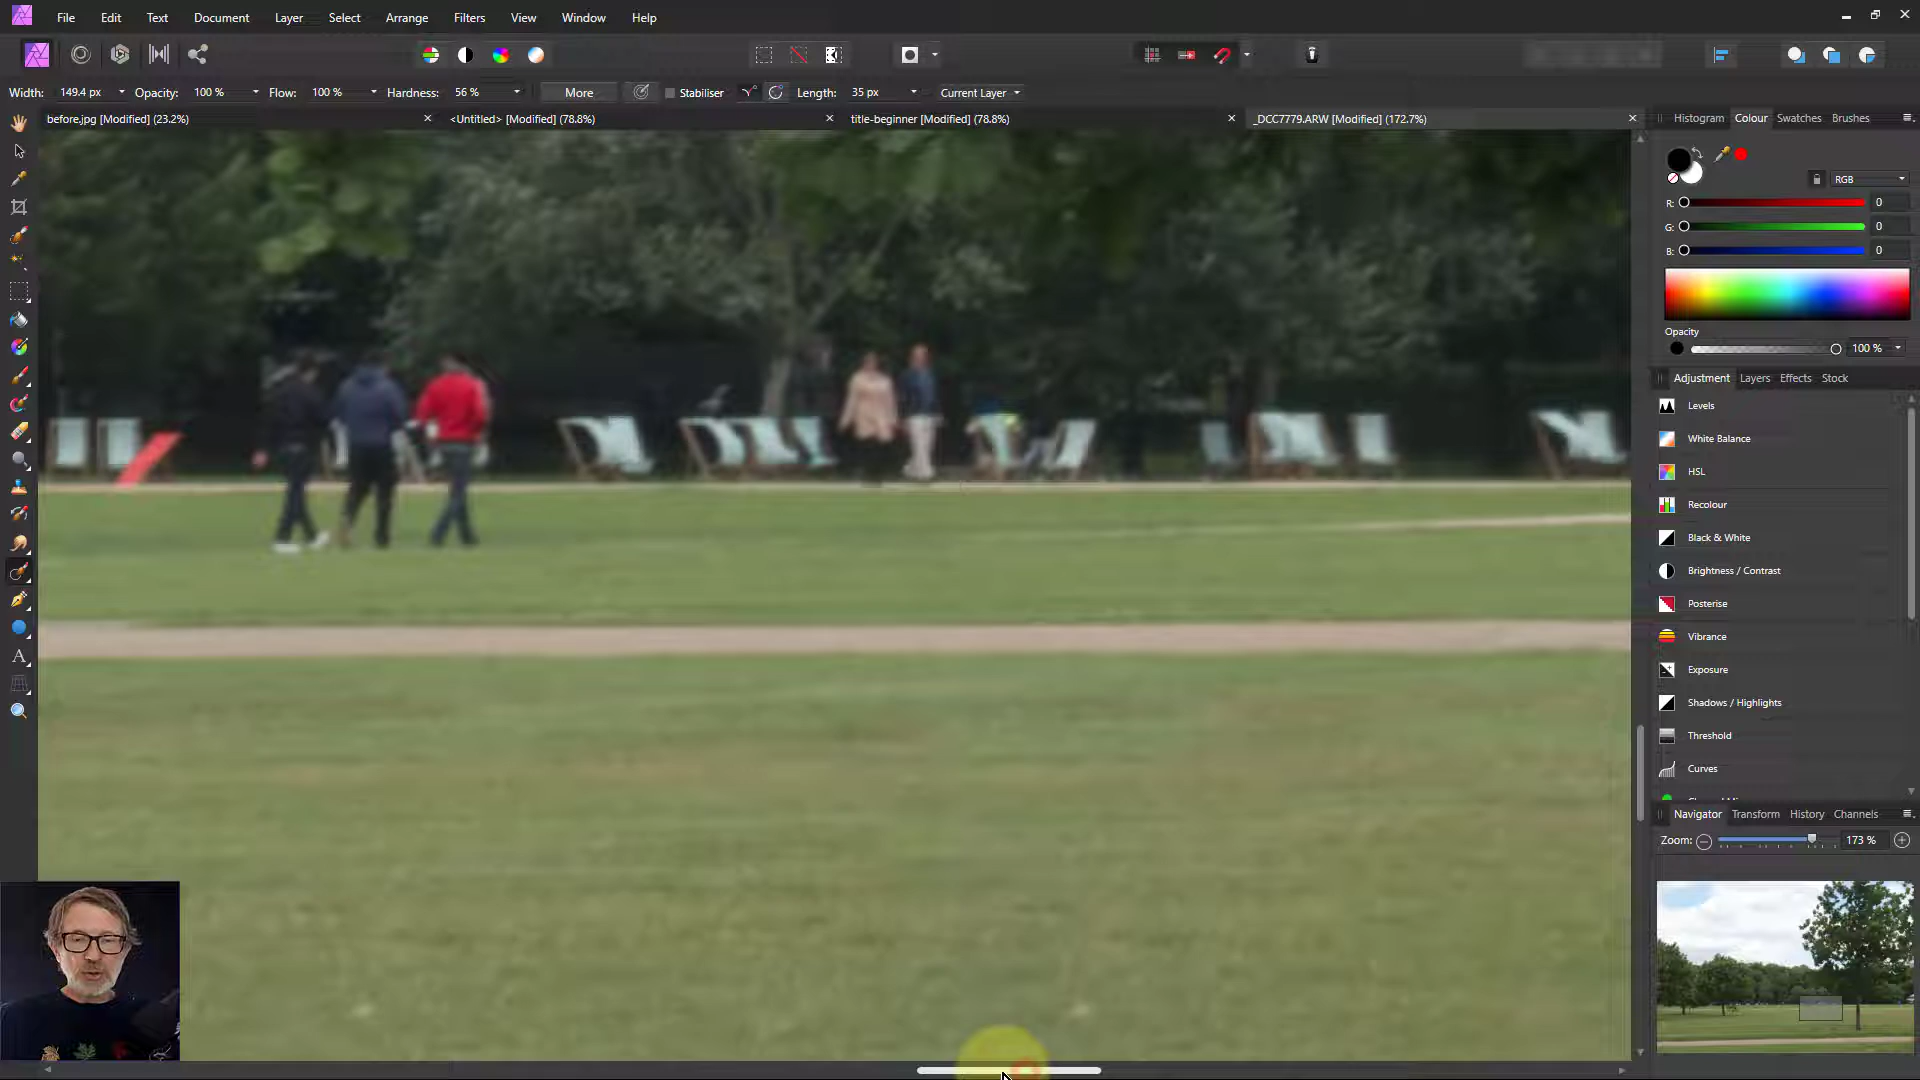 File Edit Text Document Layer Select Arrange Filters View Window Help
Width: 149.4 px Opacity: 100 % Flow: 100 % Hardness: 56 % More Stabiliser Length: 35 px Current Layer
before.jpg [Modified] (23.2%) <Untitled> [Modified] (78.8%) title-beginner [Modified] (78.8%) _DCC7779.ARW [Modified] (172.7%)
Histogram Colour Swatches Brushes
RGB
R: 0
G: 0
B: 0
Opacity
100 %
Adjustment Layers Effects Stock
Levels
White Balance
HSL
Recolour
Black & White
Brightness / Contrast
Posterise
Vibrance
Exposure
Shadows / Highlights
Threshold
Curves
Navigator Transform History Channels
Zoom: 173 %